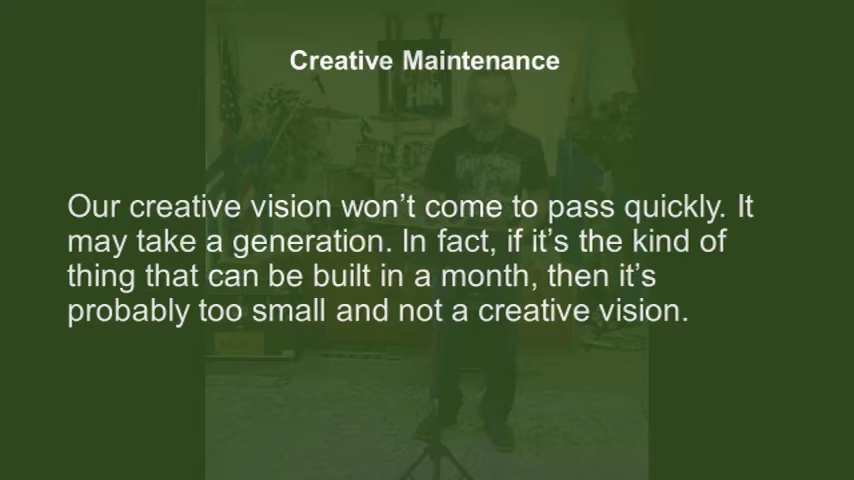 Creative Maintenance
Our creative vision won’t come to pass quickly. It
may take a generation. In fact, if it’s the kind of
thing that can be built in a month, then it’s
probably too small and not a creative vision.